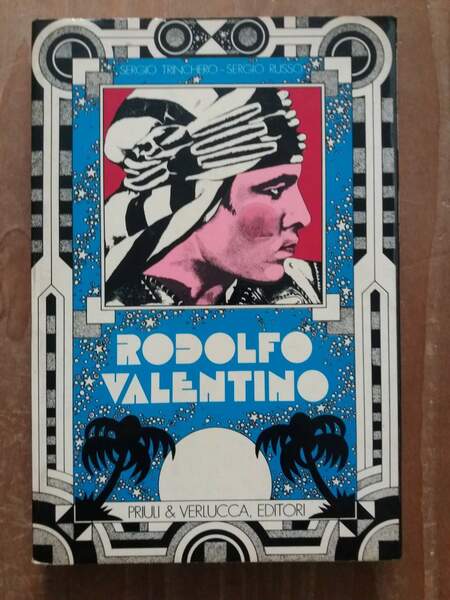 SERGIO TRINCHERO - SERGIO RUSSO
RODOLFO
VALENTINO
PRIULI & VERLUCCA, EDITORI